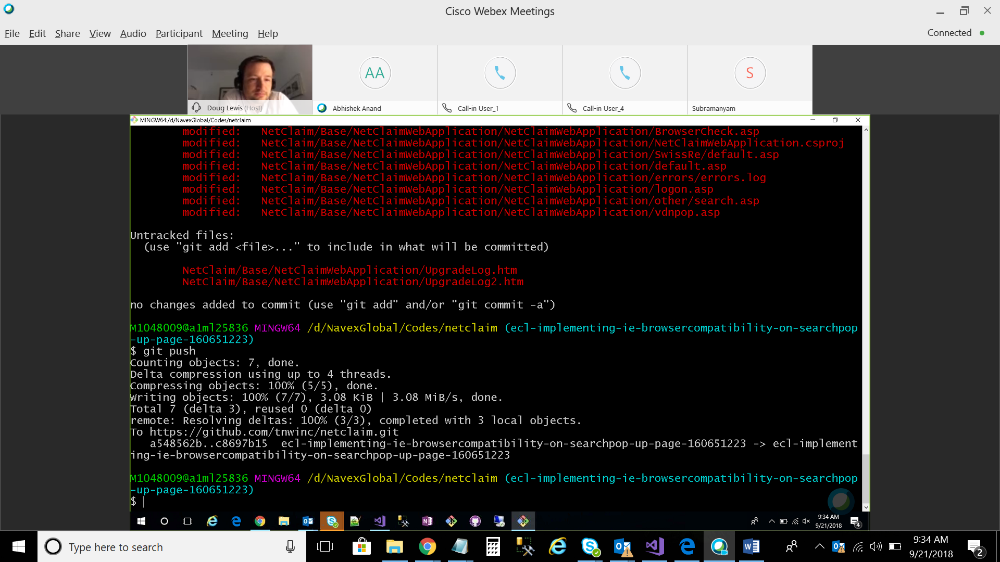 Cisco Webex Meetings
File Edit Share View Audio Participant Meeting Help
Connected
AA
S
Doug Lewis (Host)
Abhishek Anand
Call-in User_1
Call-in User_4
Subramanyam
MINGW64:/d/NavexGlobal/Codes/netclaim
modified: NetClaim/Base/NetClaimWebApplication/NetClaimWebApplication/BrowserCheck.asp
modified: NetClaim/Base/NetClaimWebApplication/NetClaimWebApplication/NetClaimWebApplication.csproj
modified: NetClaim/Base/NetClaimWebApplication/NetClaimWebApplication/SwissRe/default.asp
modified: NetClaim/Base/NetClaimWebApplication/NetClaimWebApplication/default.asp
modified: NetClaim/Base/NetClaimWebApplication/NetClaimWebApplication/errors/errors.log
modified: NetClaim/Base/NetClaimWebApplication/NetClaimWebApplication/logon.asp
modified: NetClaim/Base/NetClaimWebApplication/NetClaimWebApplication/other/search.asp
modified: NetClaim/Base/NetClaimWebApplication/NetClaimWebApplication/vdnpop.asp
Untracked files:
(use "git add <file>..." to include in what will be committed)
NetClaim/Base/NetClaimWebApplication/UpgradeLog.htm
NetClaim/Base/NetClaimWebApplication/UpgradeLog2.htm
no changes added to commit (use "git add" and/or "git commit -a")
M1048009@a1ml25836 MINGW64 /d/NavexGlobal/Codes/netclaim (ecl-implementing-ie-browsercompatibility-on-searchpop
-up-page-160651223)
$ git push
Counting objects: 7, done.
Delta compression using up to 4 threads.
Compressing objects: 100% (5/5), done.
Writing objects: 100% (7/7), 3.08 KiB | 3.08 MiB/s, done.
Total 7 (delta 3), reused 0 (delta 0)
remote: Resolving deltas: 100% (3/3), completed with 3 local objects.
To https://github.com/tnwinc/netclaim.git
a548562b..c8697b15 ecl-implementing-ie-browsercompatibility-on-searchpop-up-page-160651223 -> ecl-implement
ing-ie-browsercompatibility-on-searchpop-up-page-160651223
M1048009@a1ml25836 MINGW64 /d/NavexGlobal/Codes/netclaim (ecl-implementing-ie-browsercompatibility-on-searchpop
-up-page-160651223)
$
9:34 AM
9/21/2018
4
Type here to search
9:34 AM
9/21/2018
2